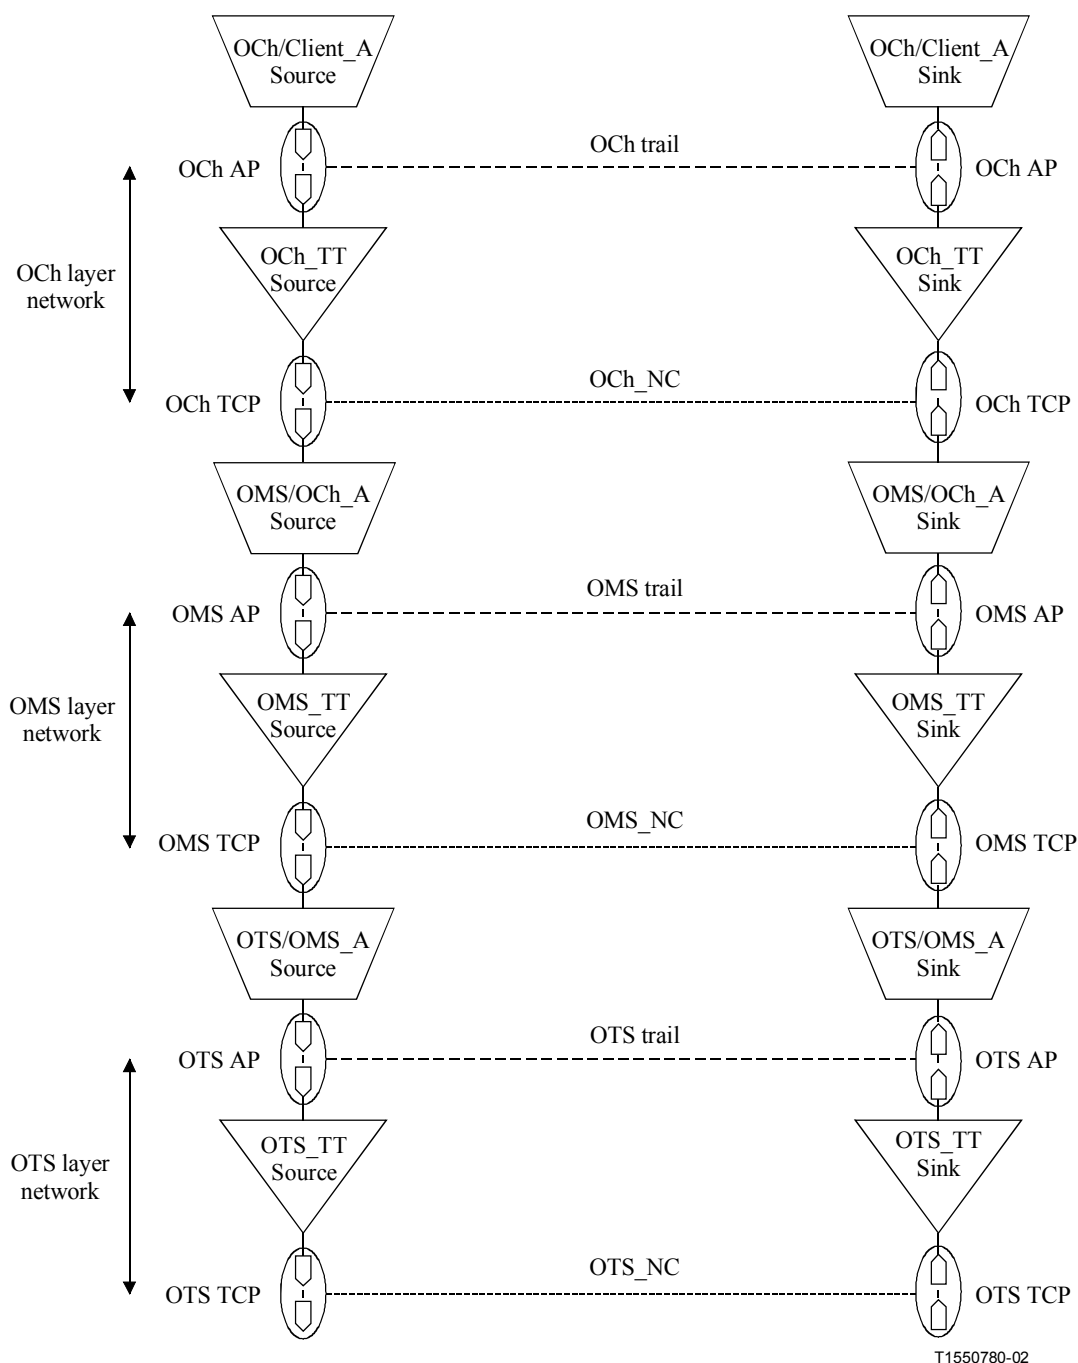 OCh/Client_A
Source
OCh/Client_A
Sink
OCh trail
OCh AP
OCh AP
OCh_TT
Source
OCh_TT
Sink
OCh layer
network
OCh_NC
OCh TCP
OCh TCP
OMS/OCh_A
Source
OMS/OCh_A
Sink
OMS trail
OMS AP
OMS AP
OMS_TT
Source
OMS_TT
Sink
OMS layer
network
OMS_NC
OMS TCP
OMS TCP
OTS/OMS_A
Source
OTS/OMS_A
Sink
OTS trail
OTS AP
OTS AP
OTS_TT
Source
OTS_TT
Sink
OTS layer
network
OTS_NC
OTS TCP
OTS TCP
T1550780-02